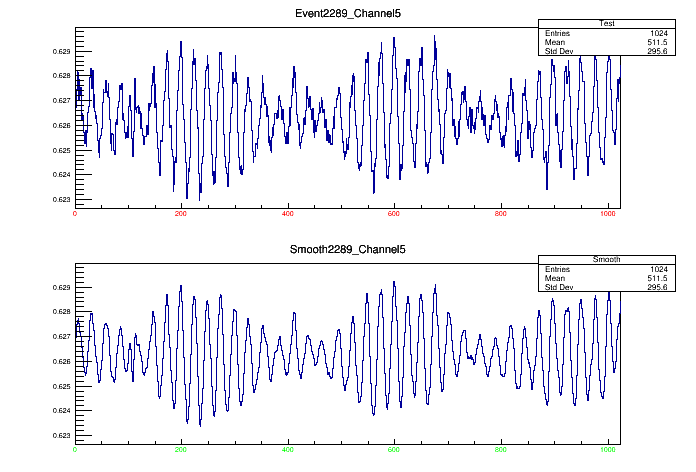 Event2289_Channel5
Test
Entries 1024
Mean 511.5
Std Dev 295.6
0.629
0.628
0.627
0.626
0.625
0.624
0.623
0 200 400 600 800 1000
Smooth2289_Channel5
Smooth
Entries 1024
Mean 511.5
Std Dev 295.6
0.629
0.628
0.627
0.626
0.625
0.624
0.623
0 200 400 600 800 1000